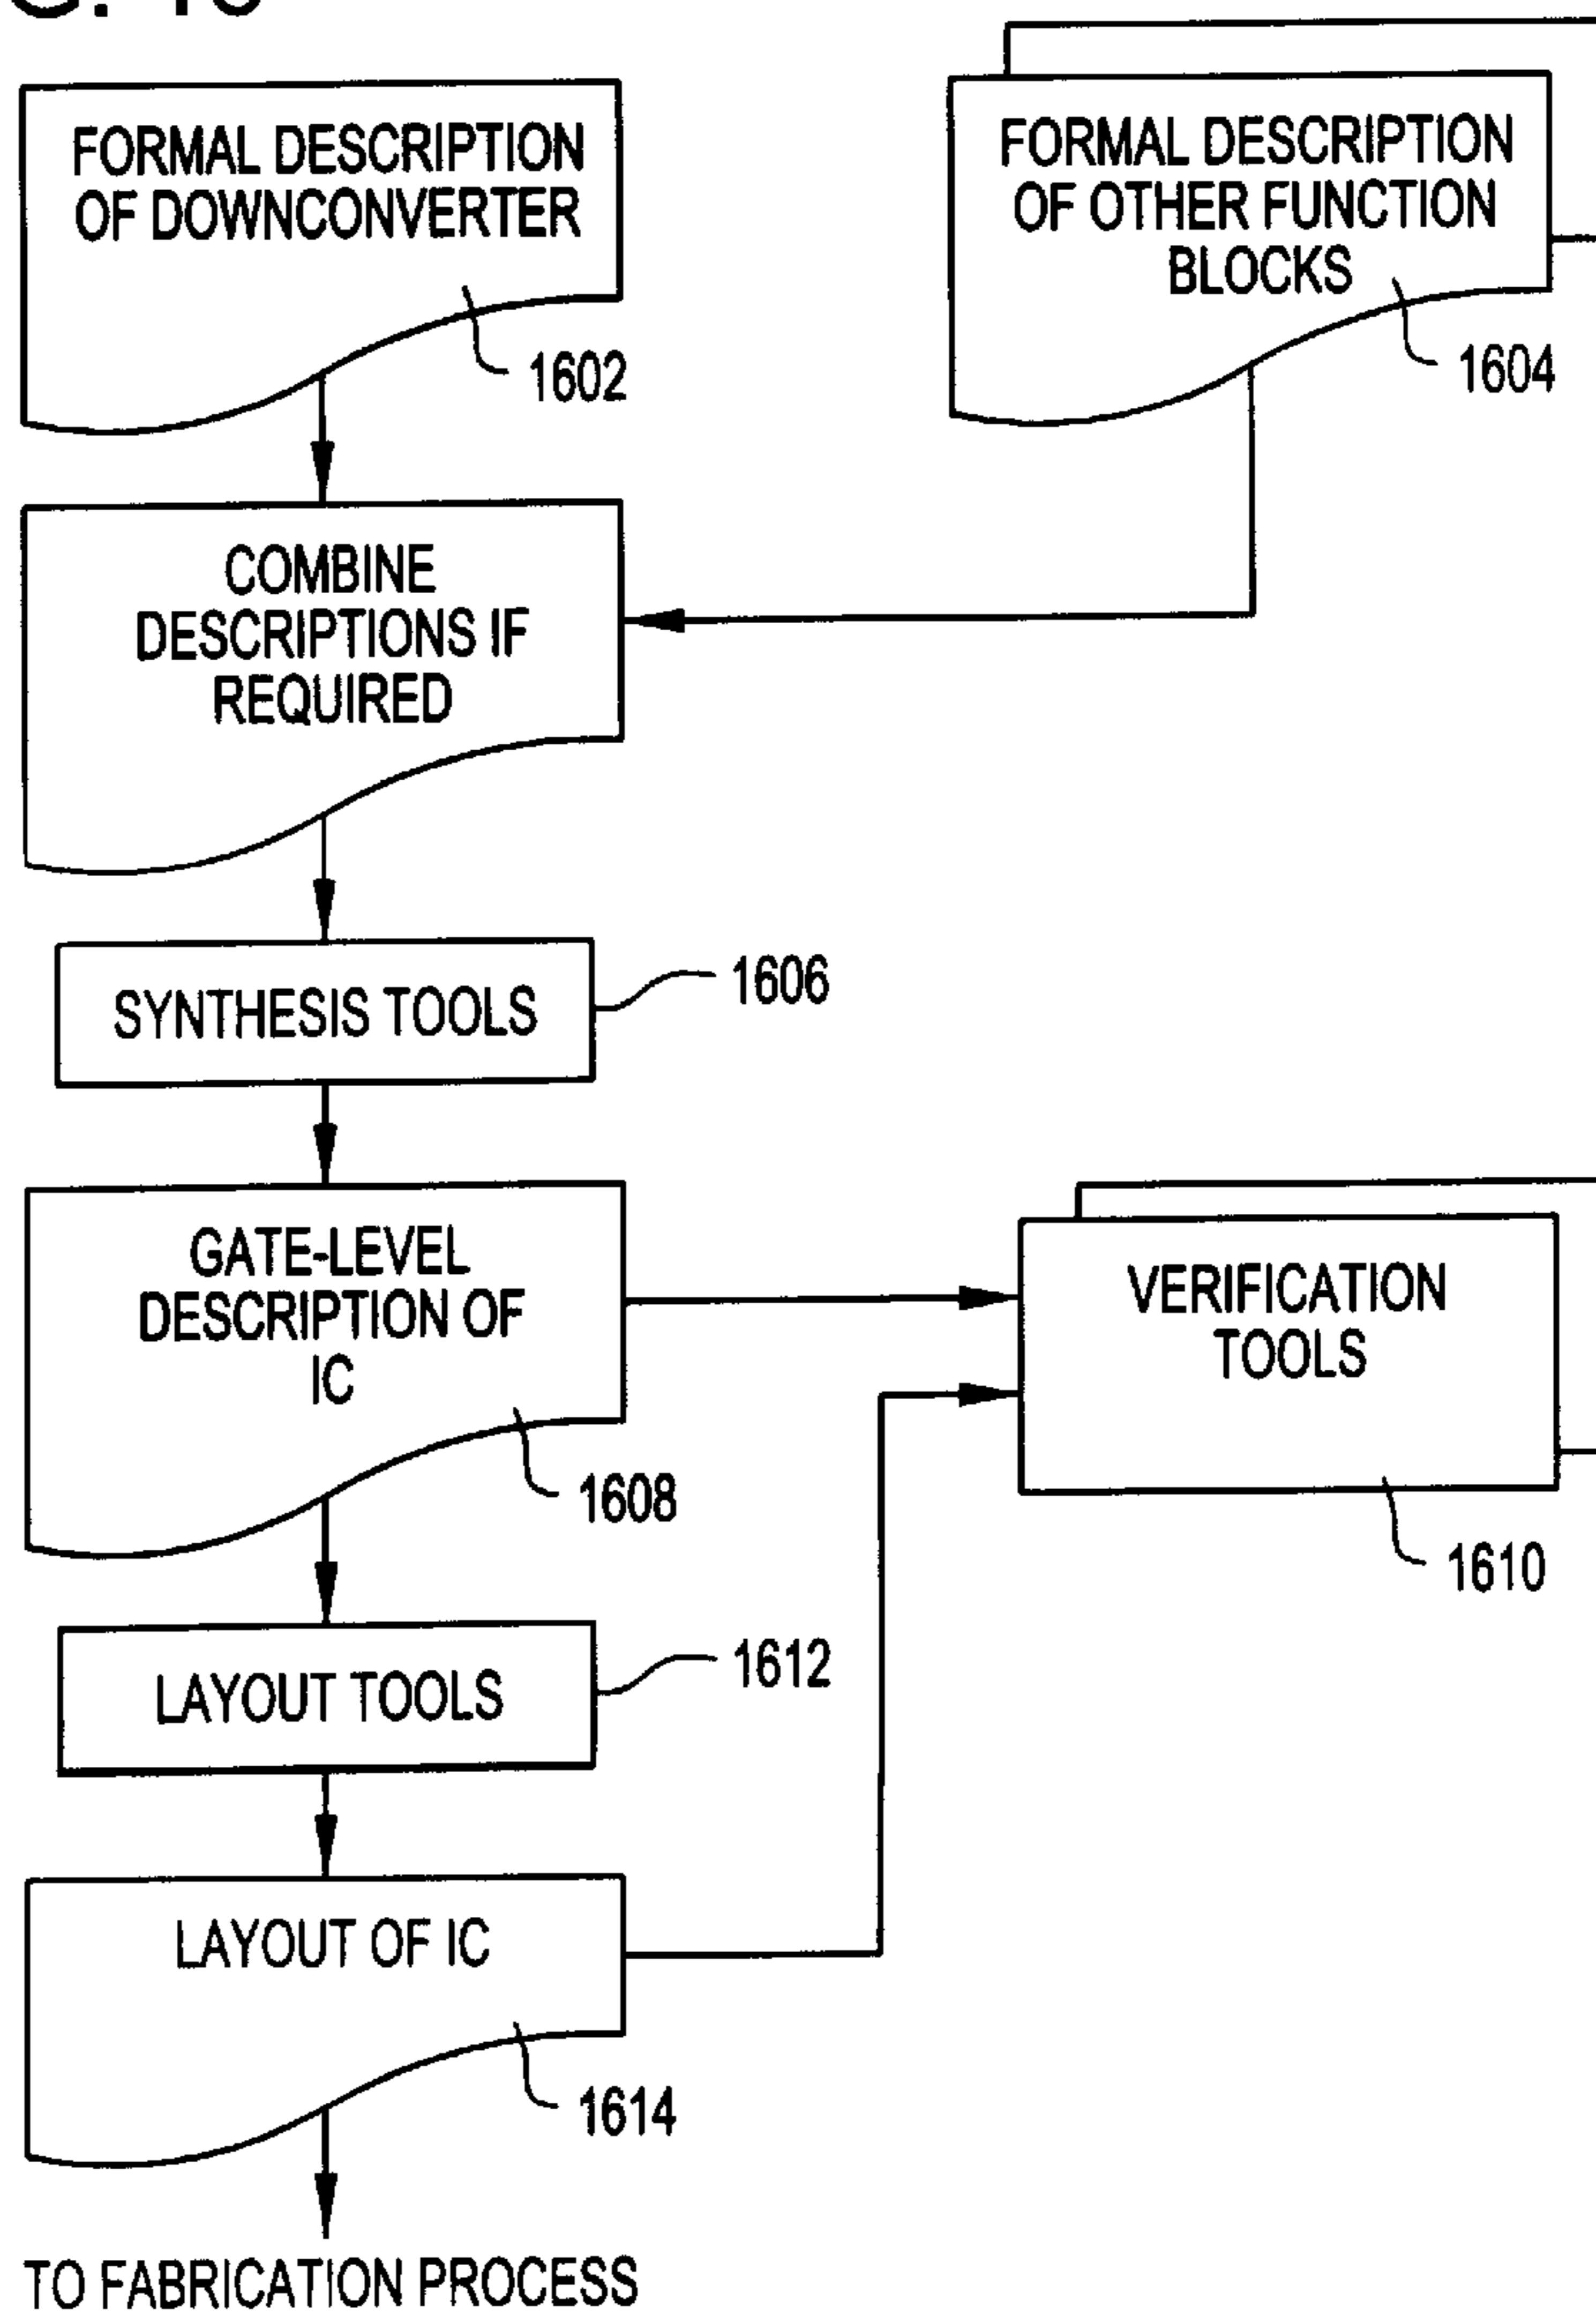 FORMAL DESCRIPTION
OF DOWNCONVERTER
1602
FORMAL DESCRIPTION
OF OTHER FUNCTION
BLOCKS
1604
COMBINE
DESCRIPTIONS IF
REQUIRED
SYNTHESIS TOOLS
1606
GATE-LEVEL
DESCRIPTION OF
IC
1608
VERIFICATION
TOOLS
1610
LAYOUT TOOLS
1612
LAYOUT OF IC
1614
TO FABRICATION PROCESS